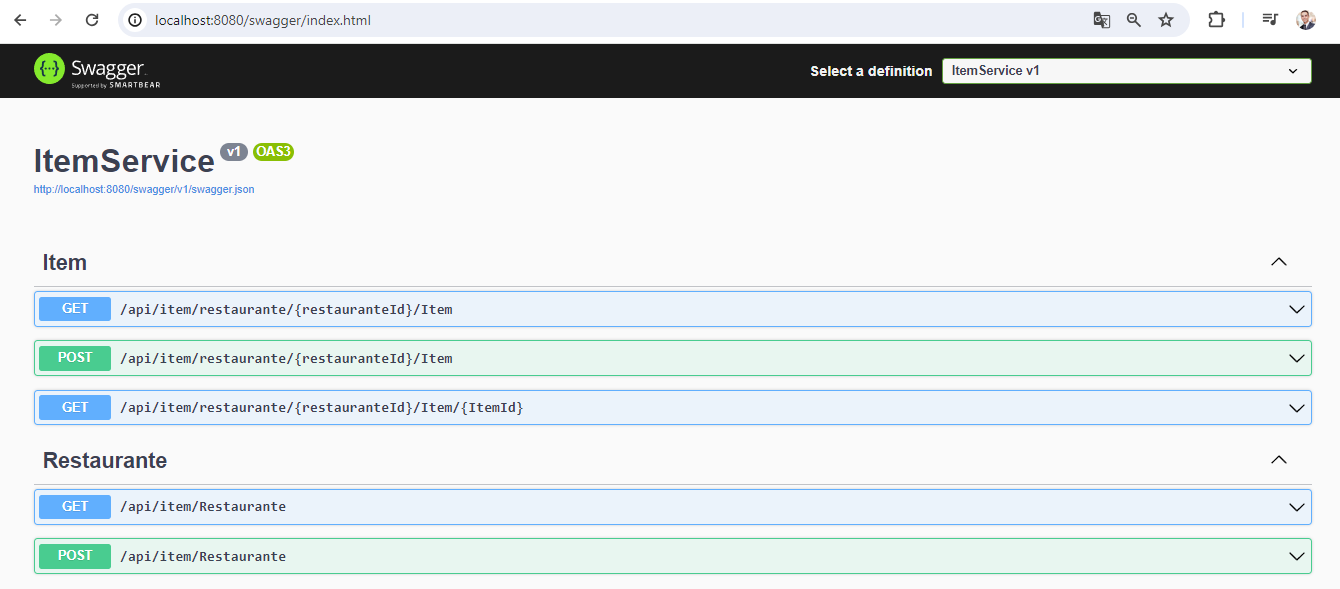 localhost:8080/swagger/index.html
Swagger
Supported by SMARTBEAR
Select a definition
ItemService v1
ItemService v1 OAS3
http://localhost:8080/swagger/v1/swagger.json
Item
GET /api/item/restaurante/{restauranteId}/Item
POST /api/item/restaurante/{restauranteId}/Item
GET /api/item/restaurante/{restauranteId}/Item/{ItemId}
Restaurante
GET /api/item/Restaurante
POST /api/item/Restaurante